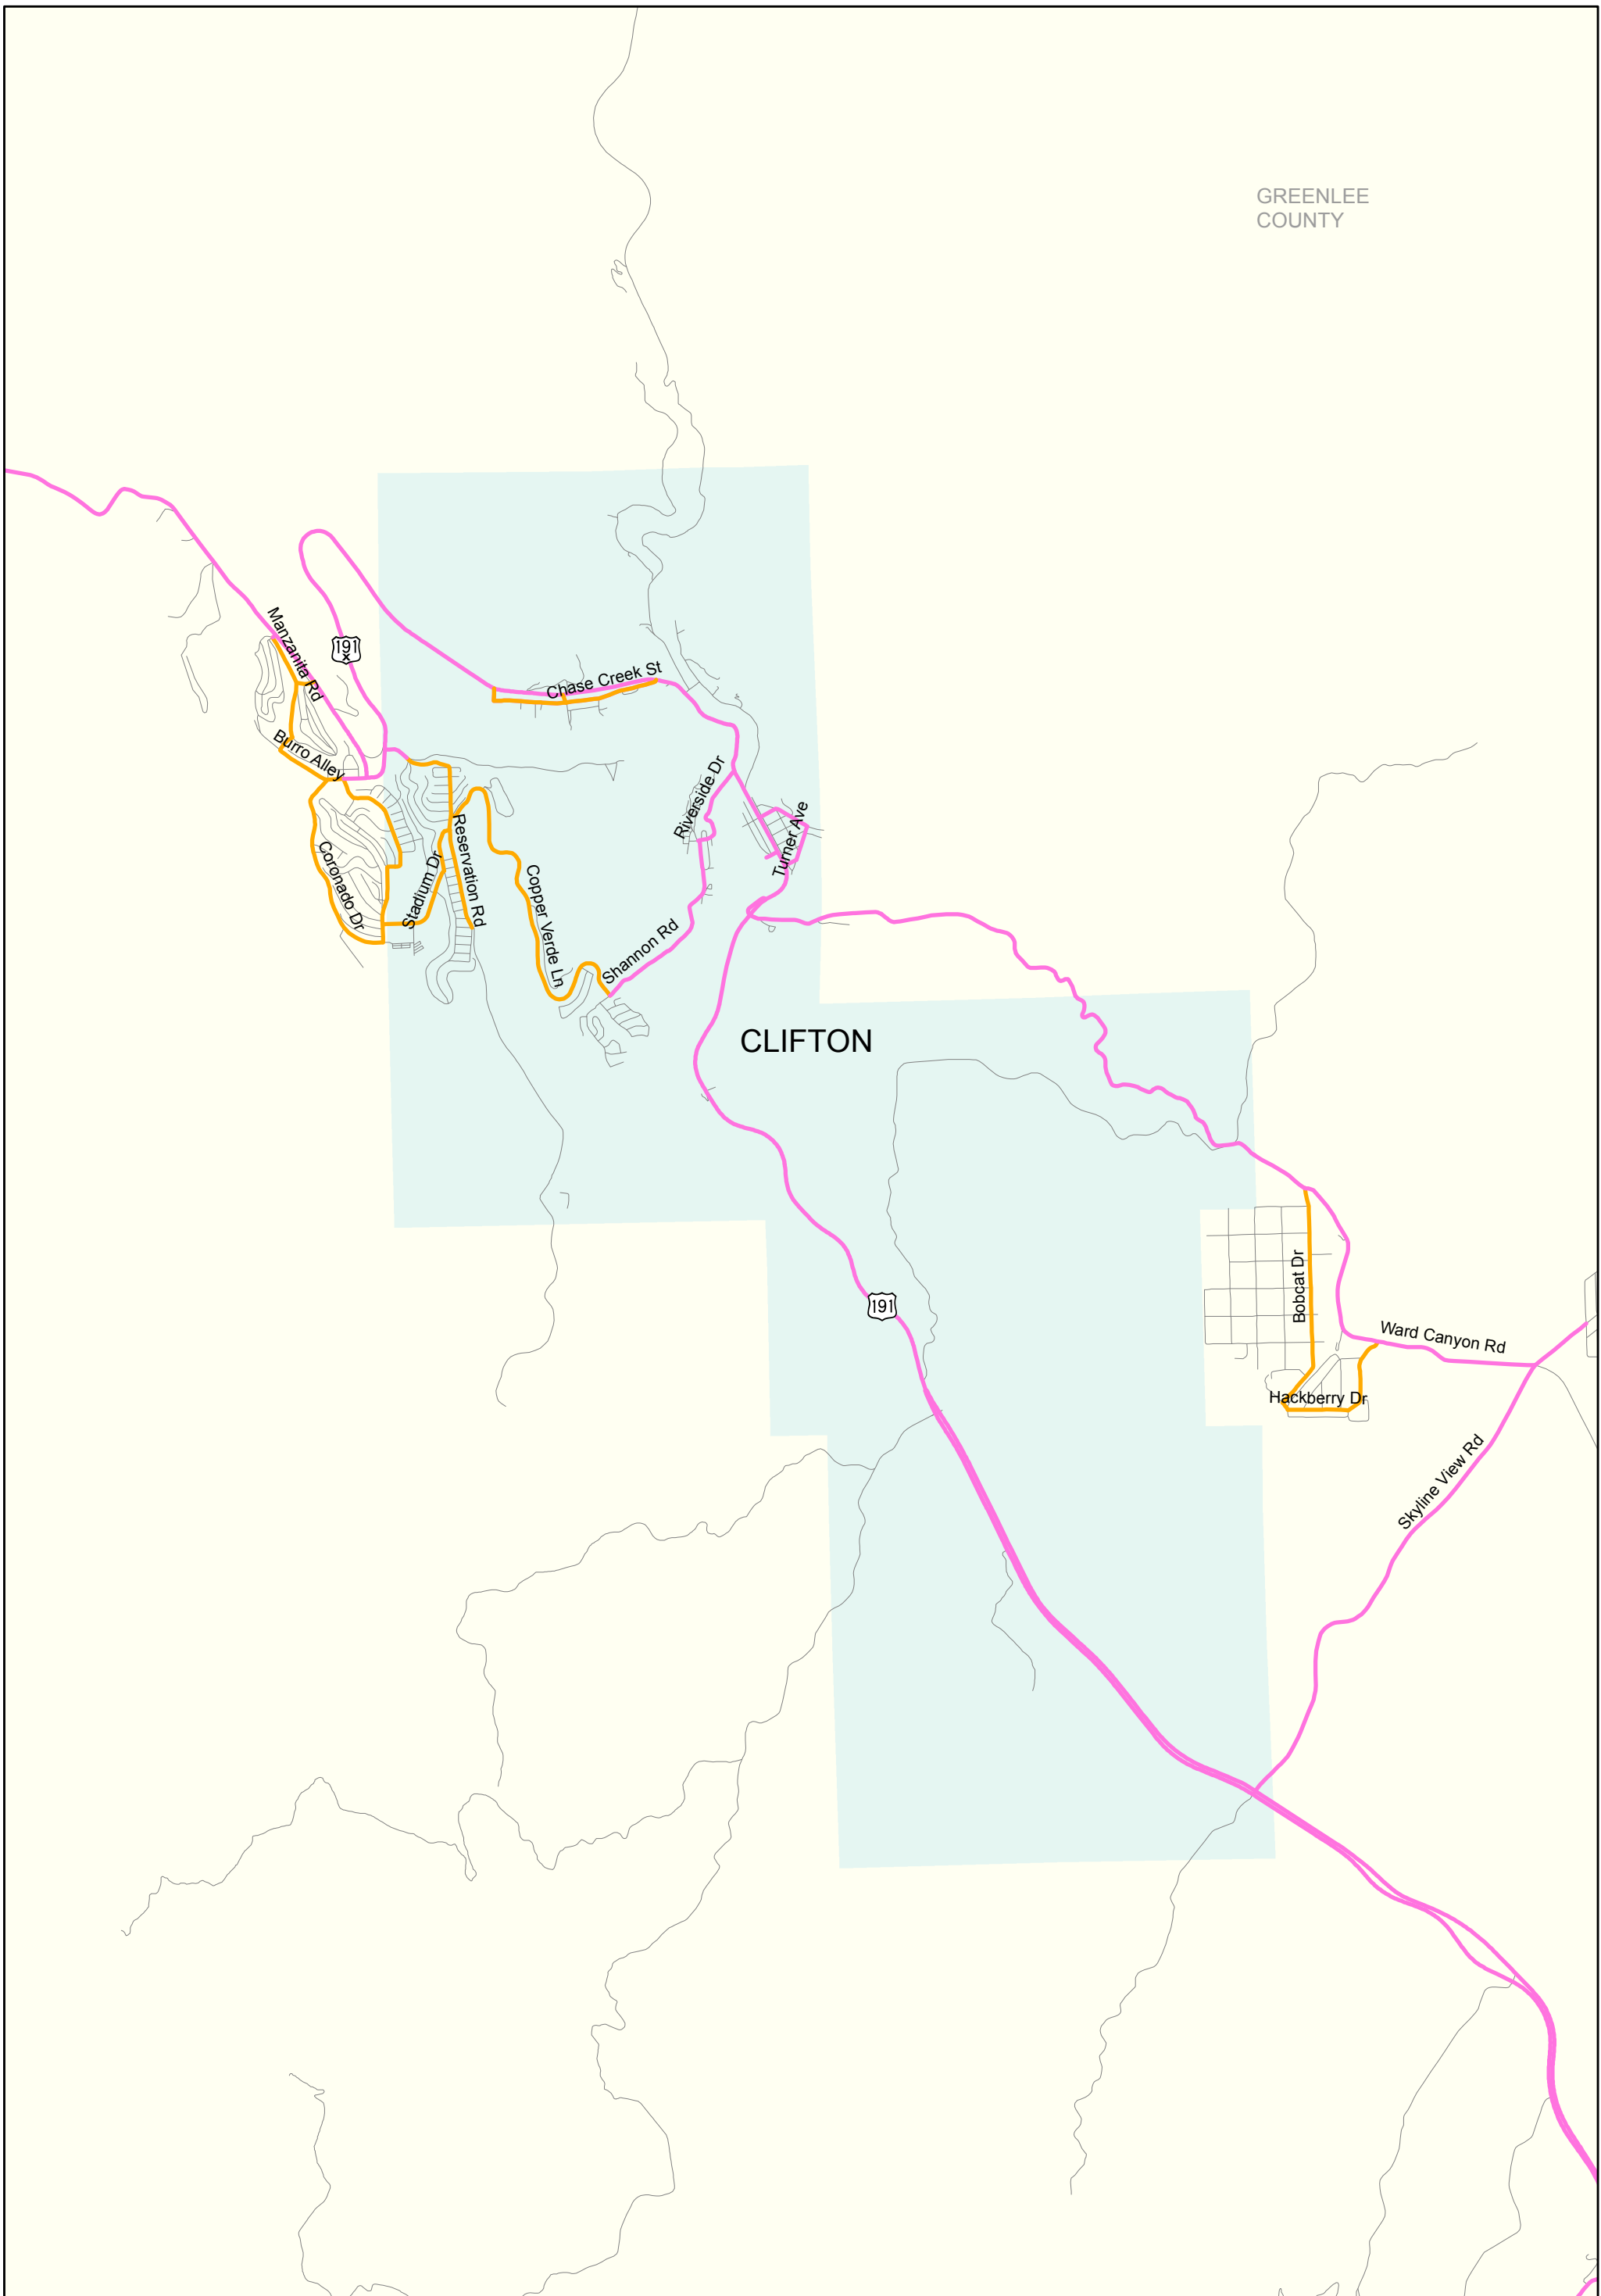 GREENLEE
COUNTY
Manzanita Rd
191
X
Chase Creek St
Burro Alley
Riverside Dr
Turner Ave
Coronado Dr
Stadium Dr
Reservation Rd
Copper Verde Ln
Shannon Rd
CLIFTON
191
Bobcat Dr
Ward Canyon Rd
Hackberry Dr
Skyline View Rd